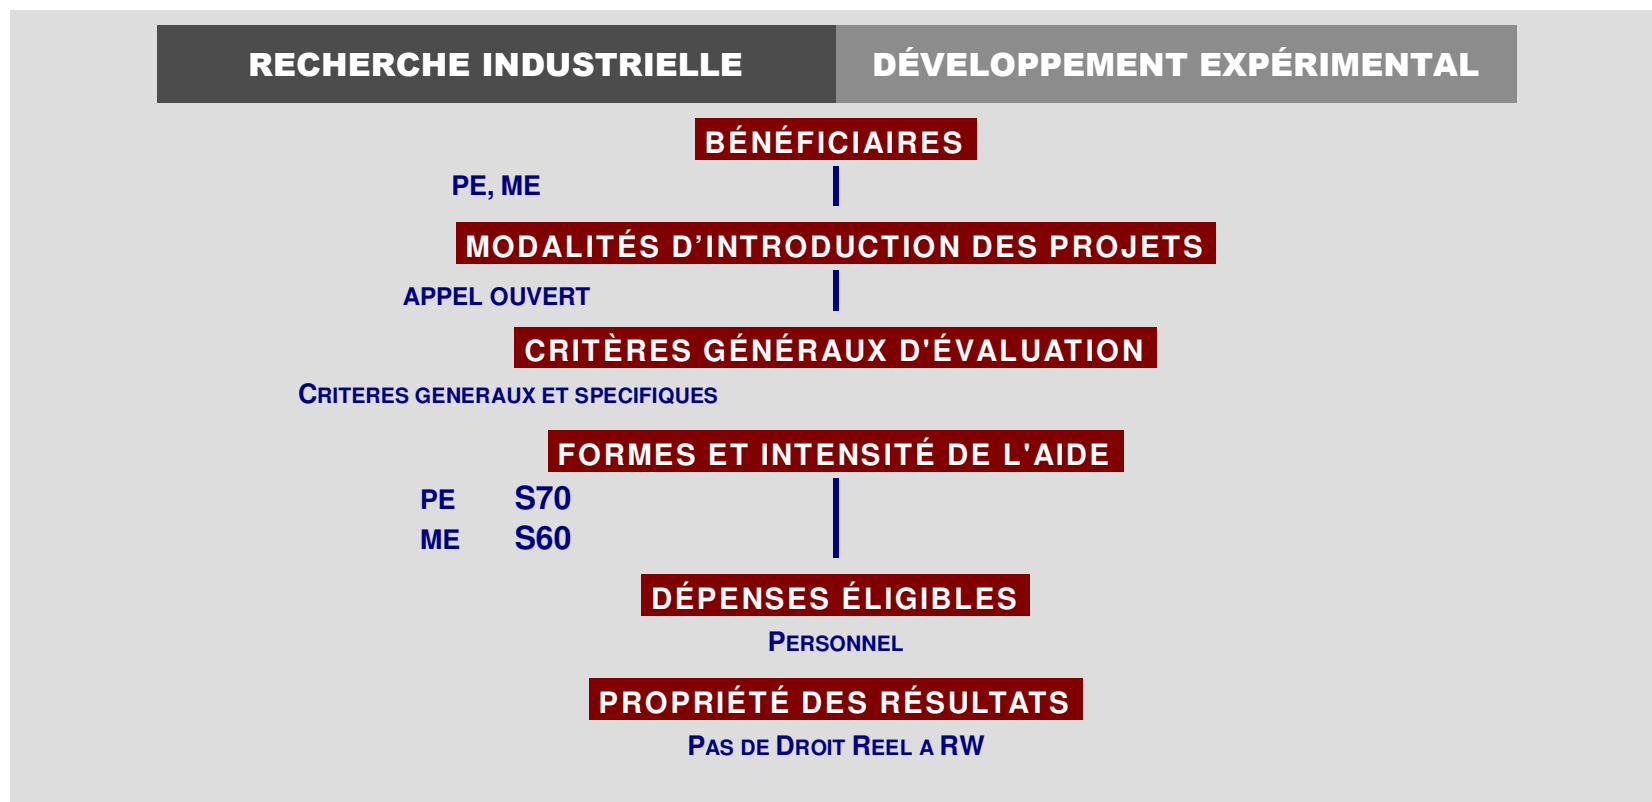 RECHERCHE INDUSTRIELLE
DÉVELOPPEMENT EXPÉRIMENTAL
BÉNÉFICIAIRES
PE, ME
MODALITÉS D’INTRODUCTION DES PROJETS
APPEL OUVERT
CRITÈRES GÉNÉRAUX D'ÉVALUATION
CRITERES GENERAUX ET SPECIFIQUES
FORMES ET INTENSITÉ DE L'AIDE
PE S70
ME S60
DÉPENSES ÉLIGIBLES
PERSONNEL
PROPRIÉTÉ DES RÉSULTATS
PAS DE DROIT REEL A RW